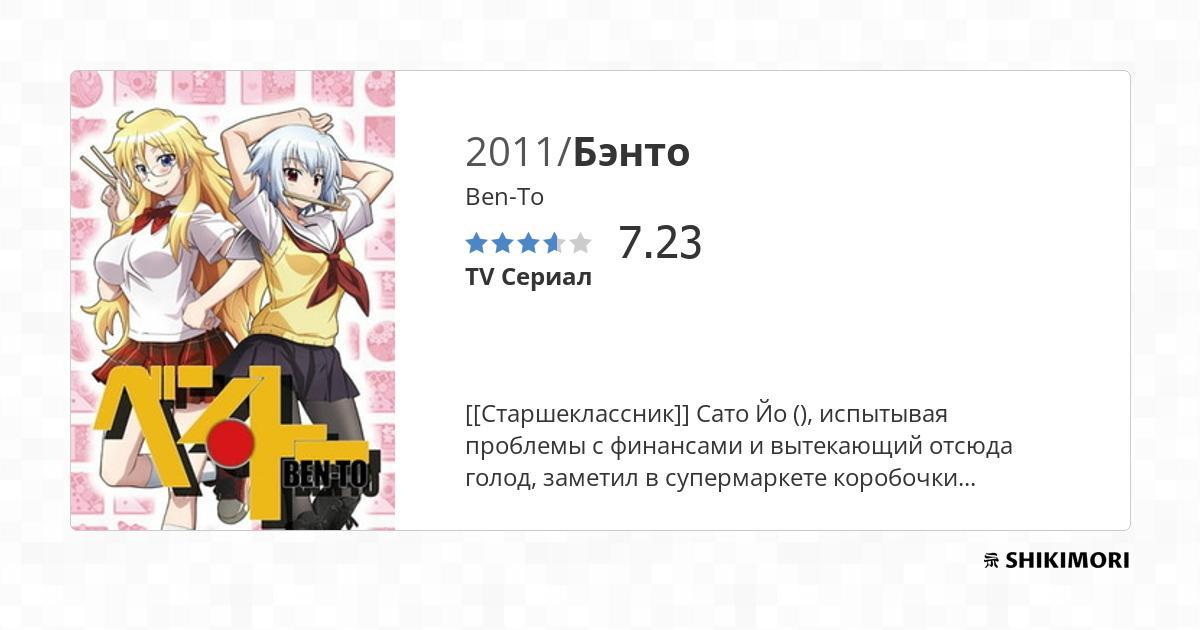 2011/Бэнто
Ben-To
7.23
TV Сериал
[[Старшеклассник]] Сато Йо (), испытывая
проблемы с финансами и вытекающий отсюда
голод, заметил в супермаркете коробочки...
ベン・トー
BEN-TO
SHIKIMORI